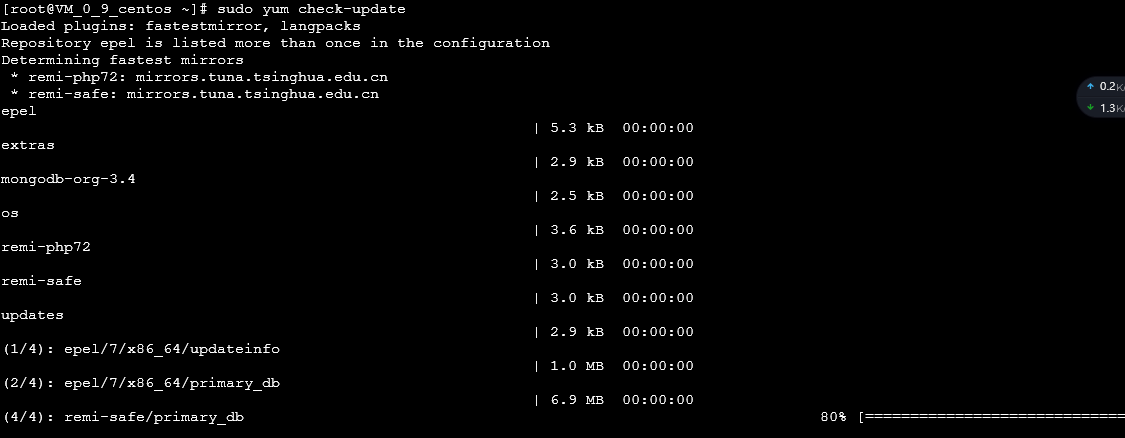 [root@VM_0_9_centos ~]# sudo yum check-update
Loaded plugins: fastestmirror, langpacks
Repository epel is listed more than once in the configuration
Determining fastest mirrors
 * remi-php72: mirrors.tuna.tsinghua.edu.cn
 * remi-safe: mirrors.tuna.tsinghua.edu.cn
↑ 0.2K/
↓ 1.3K/
epel
| 5.3 kB  00:00:00
extras
| 2.9 kB  00:00:00
mongodb-org-3.4
| 2.5 kB  00:00:00
os
| 3.6 kB  00:00:00
remi-php72
| 3.0 kB  00:00:00
remi-safe
| 3.0 kB  00:00:00
updates
| 2.9 kB  00:00:00
(1/4): epel/7/x86_64/updateinfo
| 1.0 MB  00:00:00
(2/4): epel/7/x86_64/primary_db
| 6.9 MB  00:00:00
(4/4): remi-safe/primary_db 80% [==============================